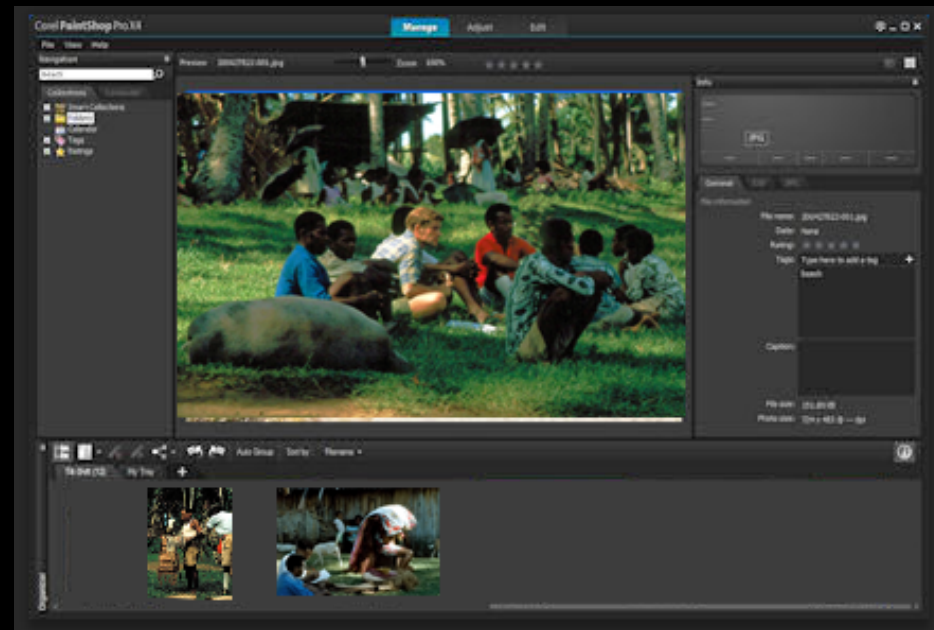 Corel PaintShop Pro X4
Manage Adjust Edit
File View Help
Navigation
Preview Zoom 100%
Info
Search
Collections Computer
Smart Collections
Folders
Calendar
Tags
Ratings
JPG
General
File information
File name:
Date: None
Rating:
Tags: Type here to add a tag
beach
Caption:
File size:
Photo size:
Auto Group Sort by: Filename
My Tray
Organizer